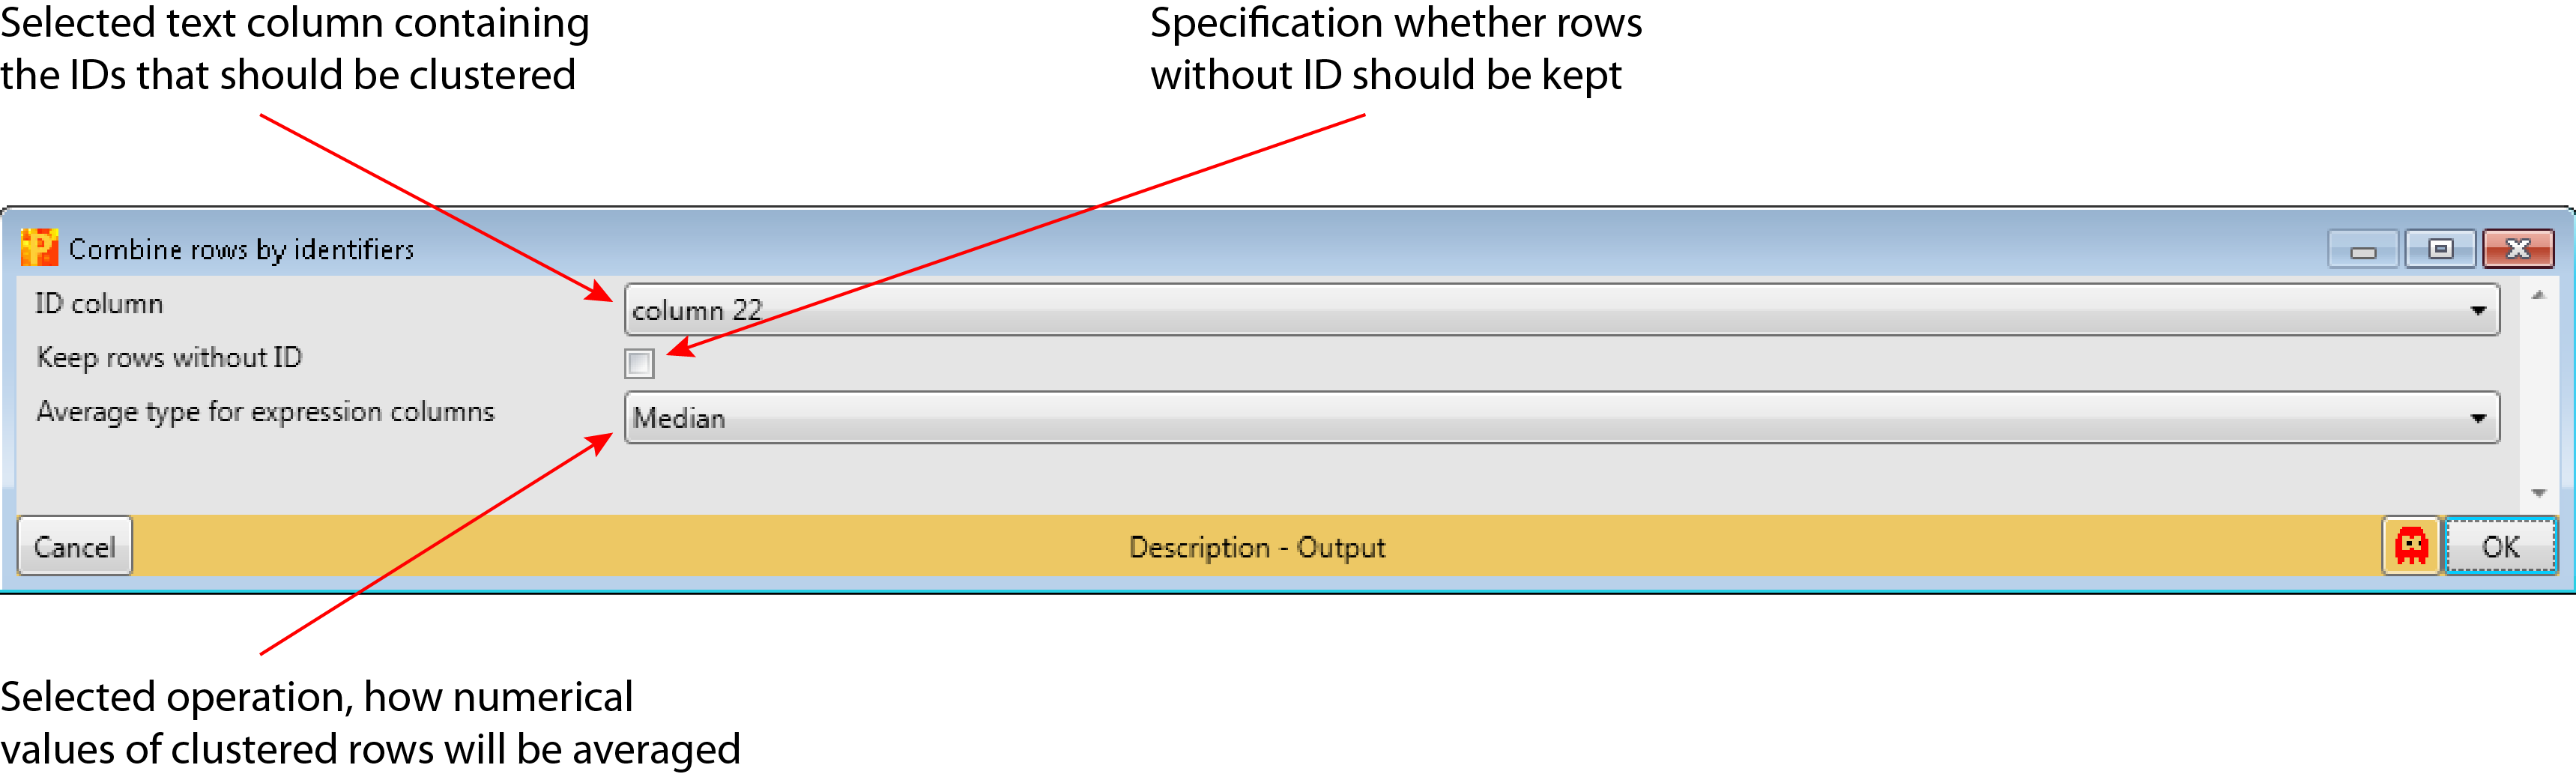 Selected text column containing
the IDs that should be clustered
Specification whether rows
without ID should be kept
Combine rows by identifiers
ID column
column 22
Keep rows without ID
Average type for expression columns
Median
Cancel
Description - Output
OK
Selected operation, how numerical
values of clustered rows will be averaged